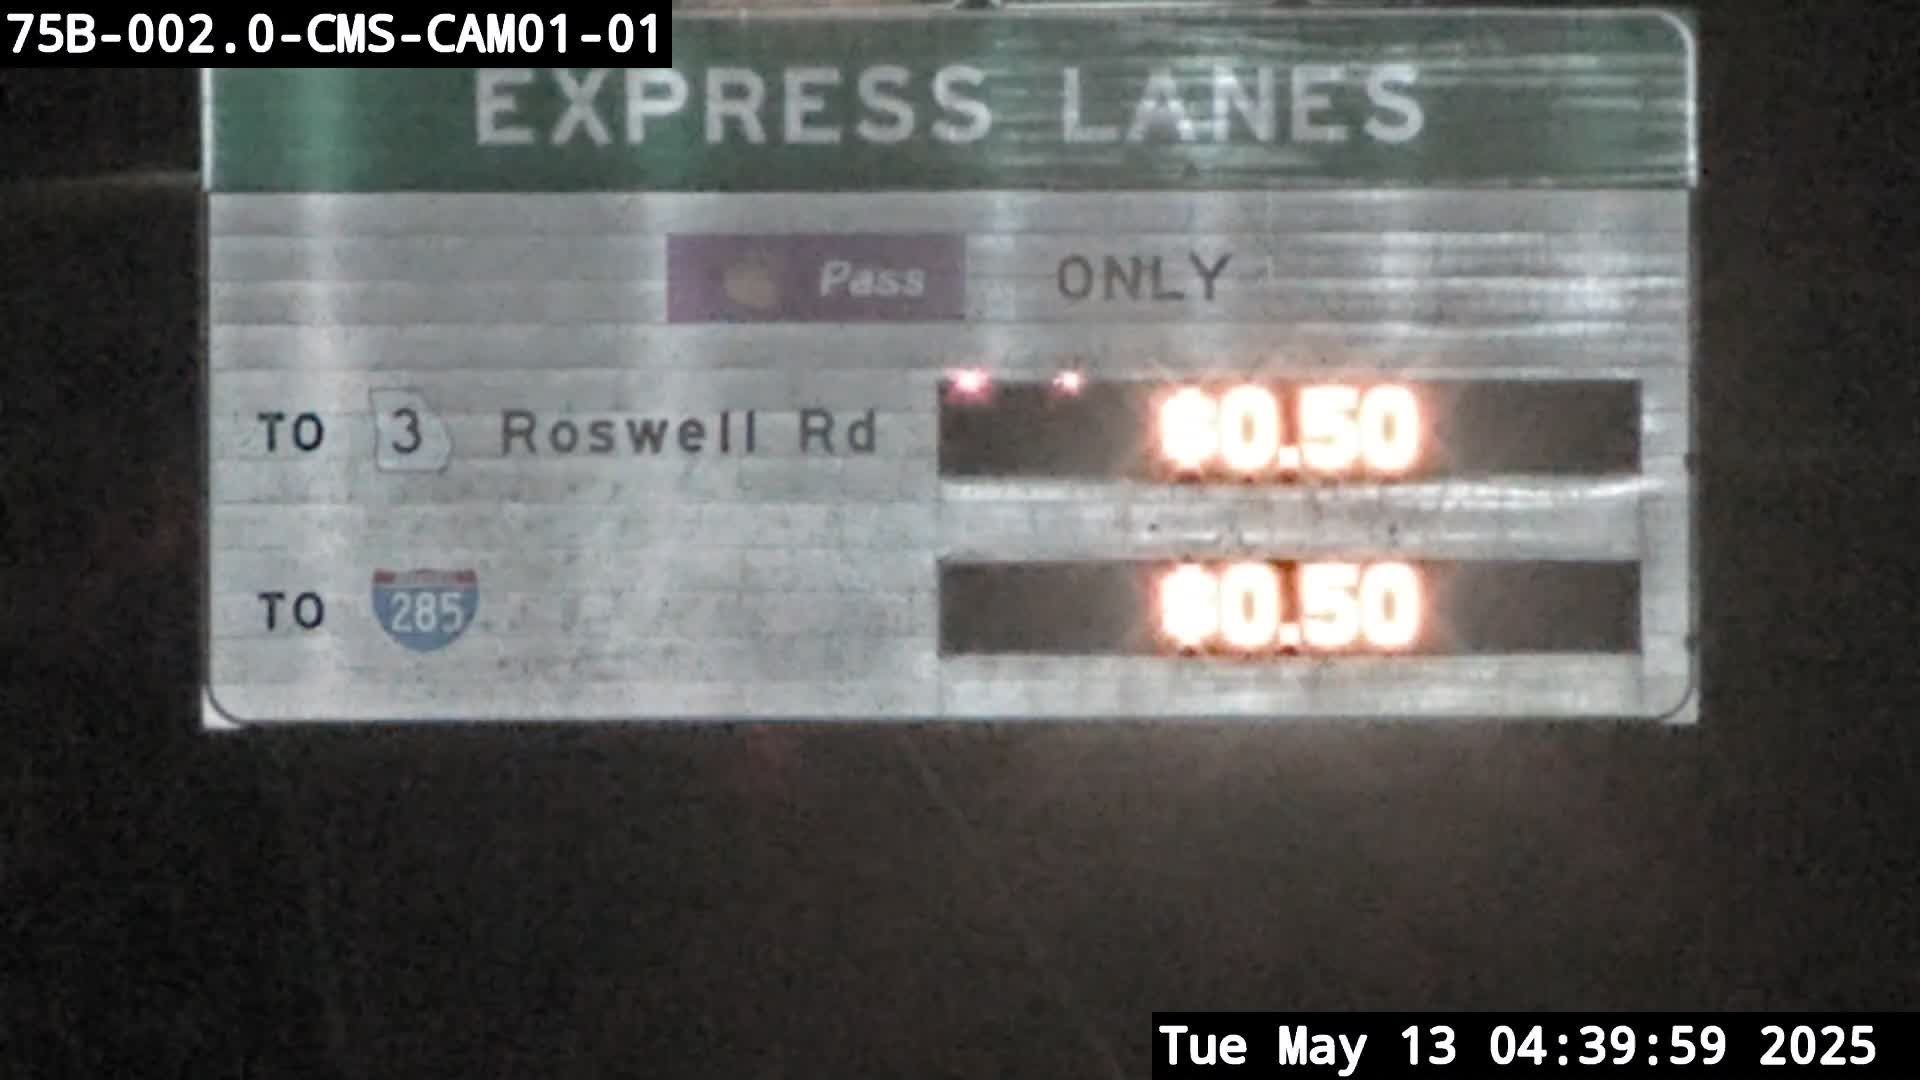 75B-002.0-CMS-CAM01-01
EXPRESS LANES
Pass ONLY
TO 3 Roswell Rd $0.50
TO 285 $0.50
Tue May 13 04:39:59 2025